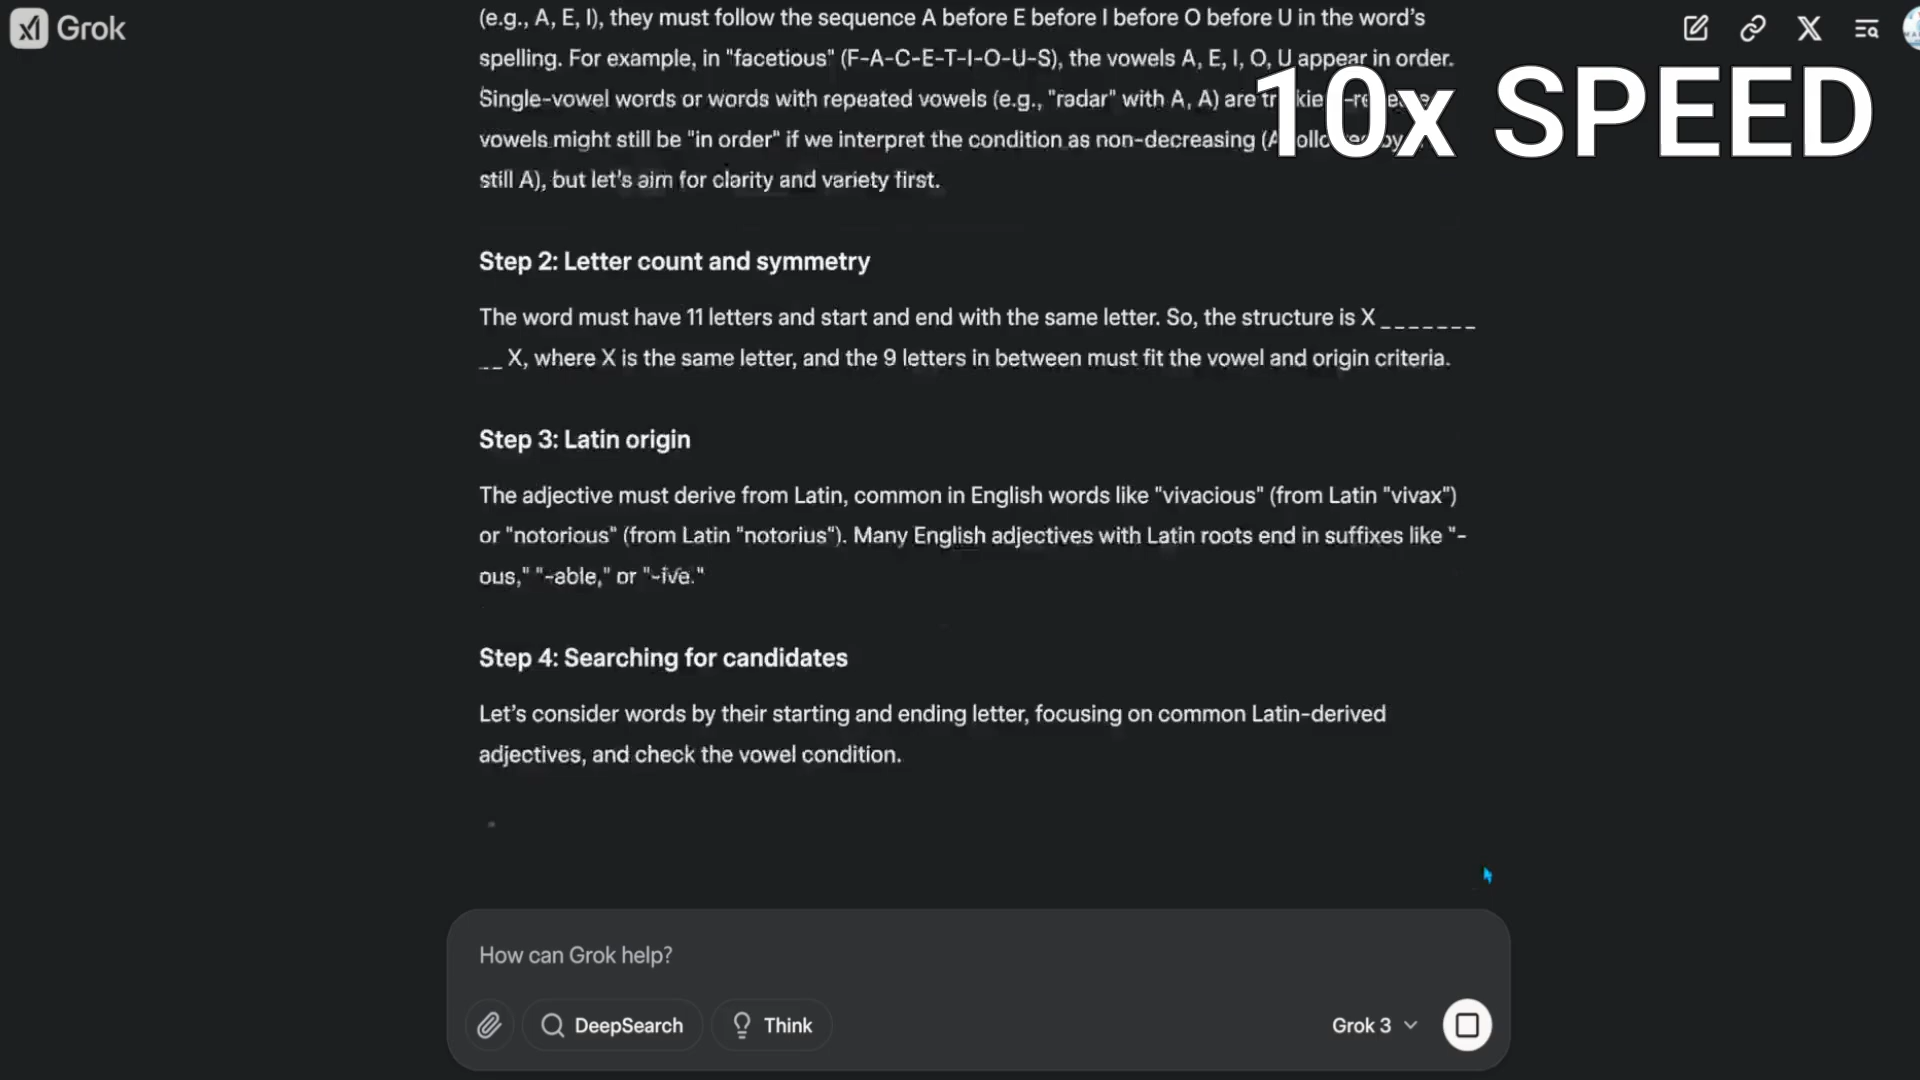 Grok
(e.g., A, E, I), they must follow the sequence A before E before I before O before U in the word's
spelling. For example, in "facetious" (F-A-C-E-T-I-O-U-S), the vowels A, E, I, O, U appear in order.
10x SPEED
Single-vowel words or words with repeated vowels (e.g., "radar" with A, A) are
vowels might still be "in order" if we interpret the condition as non-decreasing
still A), but let's aim for clarity and variety first.
Step 2: Letter count and symmetry
The word must have 11 letters and start and end with the same letter. So, the structure is X _ _ _ _ _ _ _
_ _ X, where X is the same letter, and the 9 letters in between must fit the vowel and origin criteria.
Step 3: Latin origin
The adjective must derive from Latin, common in English words like "vivacious" (from Latin "vivax")
or "notorious" (from Latin "notorius"). Many English adjectives with Latin roots end in suffixes like "-
ous," "-able," or "-ive."
Step 4: Searching for candidates
Let's consider words by their starting and ending letter, focusing on common Latin-derived
adjectives, and check the vowel condition.
How can Grok help?
DeepSearch
Think
Grok 3